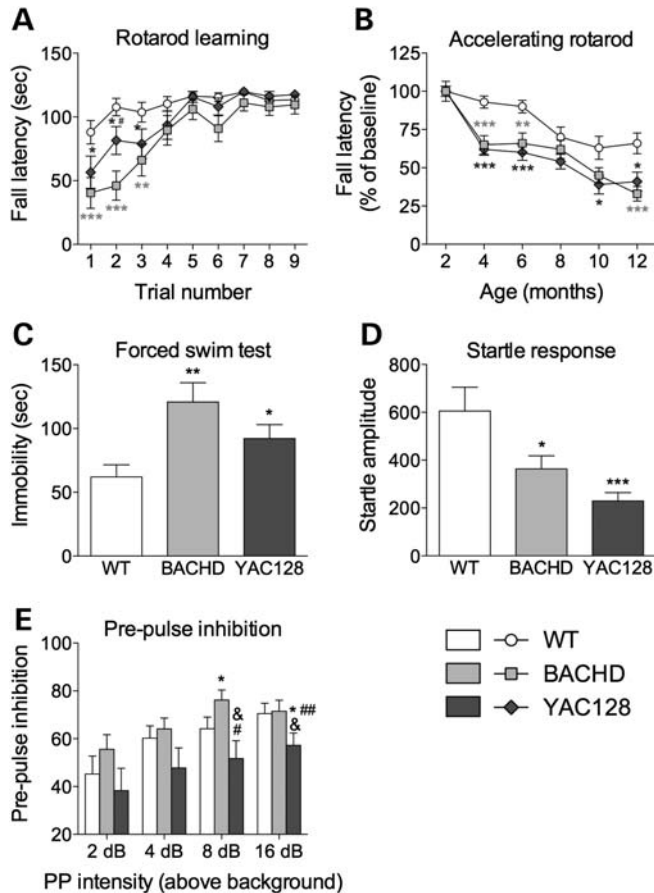 A
Rotarod learning
Fall latency (sec)
150
100
50
0
* *# *
*** *** **
1 2 3 4 5 6 7 8 9
Trial number
B
Accelerating rotarod
Fall latency
(% of baseline)
125
100
75
50
25
0
*** **
*** *** * *
***
2 4 6 8 10 12
Age (months)
C
Forced swim test
Immobility (sec)
150
100
50
0
** *
WT BACHD YAC128
D
Startle response
Startle amplitude
800
600
400
200
0
* ***
WT BACHD YAC128
E
Pre-pulse inhibition
Pre-pulse inhibition
100
80
60
40
20
*
&
#
* ##
&
2 dB 4 dB 8 dB 16 dB
PP intensity (above background)
WT
BACHD
YAC128